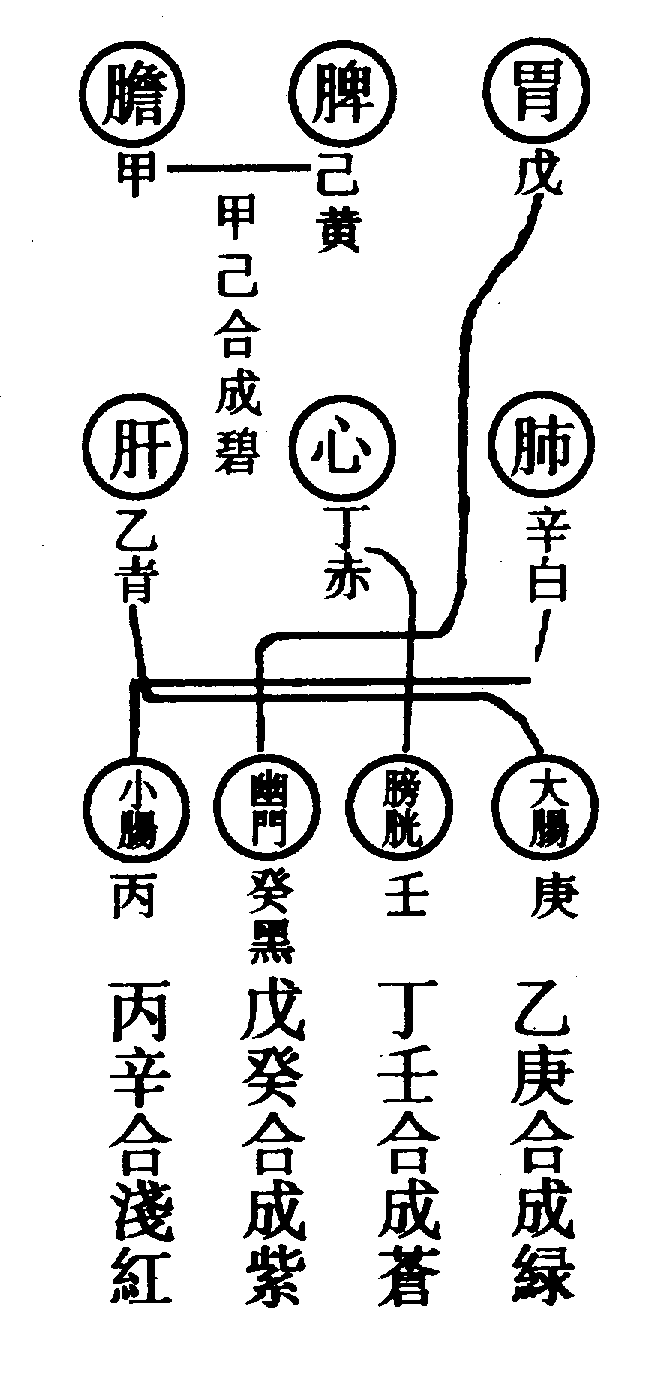 膽
甲
脾
己黄
胃
戊
甲己合成碧
肝
乙青
心
丁赤
肺
辛白
小腸
丙
幽門
癸黑
膀胱
壬
大腸
庚
丙辛合淺紅
戊癸合成紫
丁壬合成蒼
乙庚合成緑